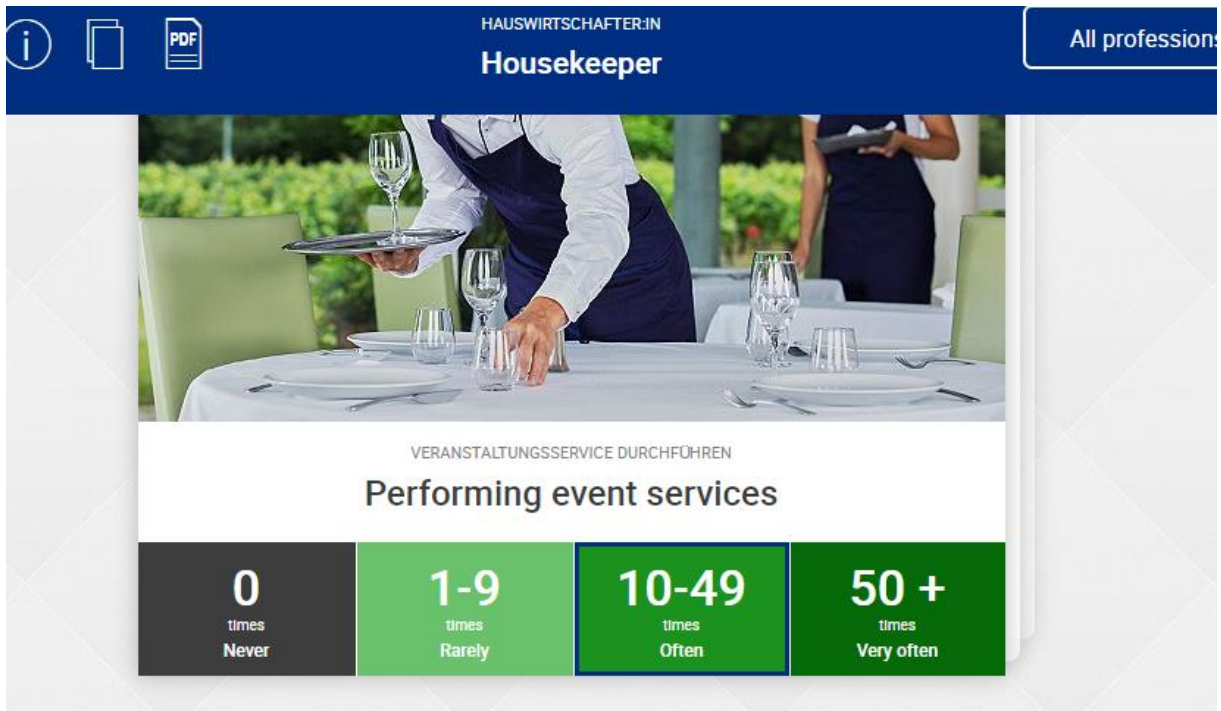 i
PDF
HAUSWIRTSCHAFTER:IN
Housekeeper
All professions
VERANSTALTUNGSSERVICE DURCHFÜHREN
Performing event services
0
times
Never
1-9
times
Rarely
10-49
times
Often
50 +
times
Very often